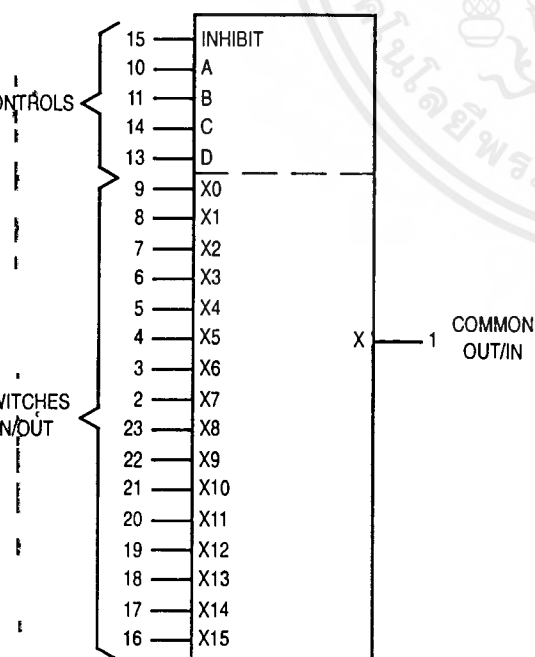 15 INHIBIT
10 A
11 B
ONTROLS
14 C
13 D
9 X0
8 X1
7 X2
6 X3
5 X4
4 X5
X 1 COMMON
OUT/IN
3 X6
2 X7
WITCHES
N/OUT
23 X8
22 X9
21 X10
20 X11
19 X12
18 X13
17 X14
16 X15